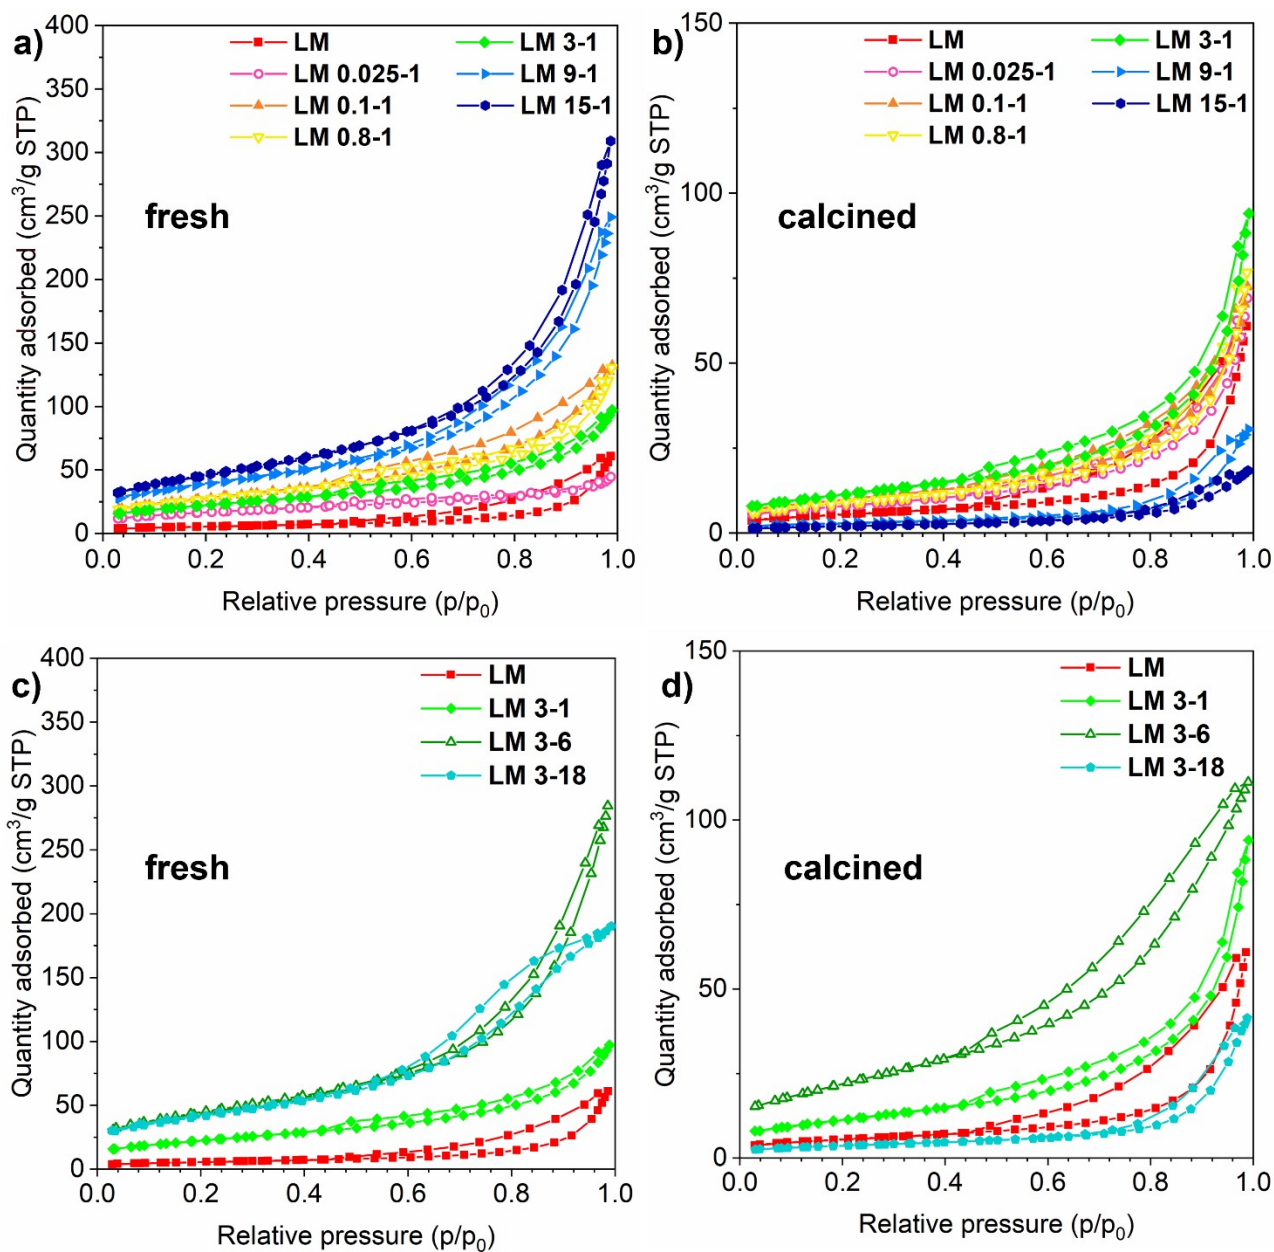 a)
LM
LM 0.025-1
LM 0.1-1
LM 0.8-1
LM 3-1
LM 9-1
LM 15-1
fresh
Quantity adsorbed (cm³/g STP)
400
350
300
250
200
150
100
50
0
0.0 0.2 0.4 0.6 0.8 1.0
Relative pressure (p/p₀)
b)
LM
LM 0.025-1
LM 0.1-1
LM 0.8-1
LM 3-1
LM 9-1
LM 15-1
calcined
Quantity adsorbed (cm³/g STP)
150
100
50
0
0.0 0.2 0.4 0.6 0.8 1.0
Relative pressure (p/p₀)
c)
LM
LM 3-1
LM 3-6
LM 3-18
fresh
Quantity adsorbed (cm³/g STP)
400
350
300
250
200
150
100
50
0
0.0 0.2 0.4 0.6 0.8 1.0
Relative pressure (p/p₀)
d)
LM
LM 3-1
LM 3-6
LM 3-18
calcined
Quantity adsorbed (cm³/g STP)
150
100
50
0
0.0 0.2 0.4 0.6 0.8 1.0
Relative pressure (p/p₀)